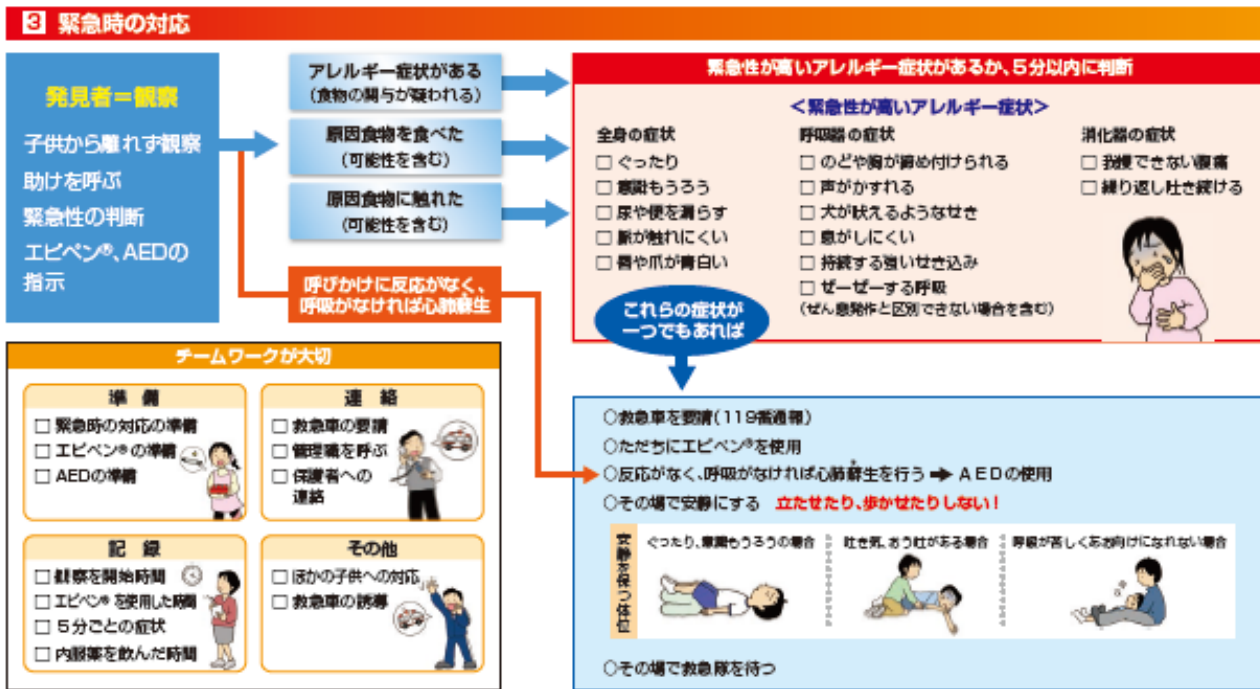 3 緊急時の対応
発見者＝観察
子供から離れず観察
助けを呼ぶ
緊急性の判断
エピペン®、AEDの
指示
アレルギー症状がある
(食物の関与が疑われる)
原因食物を食べた
(可能性を含む)
原因食物に触れた
(可能性を含む)
呼びかけに反応がなく、
呼吸がなければ心肺蘇生
緊急性が高いアレルギー症状があるか、5分以内に判断
＜緊急性が高いアレルギー症状＞
全身の症状
□ ぐったり
□ 意識もうろう
□ 尿や便を漏らす
□ 脈が触れにくい
□ 唇や爪が青白い
呼吸器の症状
□ のどや胸が締め付けられる
□ 声がかすれる
□ 犬が吠えるようなせき
□ 息がしにくい
□ 持続する強いせき込み
□ ぜーぜーする呼吸
(ぜん息発作と区別できない場合を含む)
消化器の症状
□ 我慢できない腹痛
□ 繰り返し吐き続ける
これらの症状が
一つでもあれば
チームワークが大切
準 備
□ 緊急時の対応の準備
□ エピペン®の準備
□ AEDの準備
連 絡
□ 救急車の要請
□ 管理職を呼ぶ
□ 保護者への
連絡
記 録
□ 観察を開始時間
□ エピペン®を使用した時間
□ 5分ごとの症状
□ 内服薬を飲んだ時間
その他
□ ほかの子供への対応
□ 救急車の誘導
○救急車を要請(119番通報)
○ただちにエピペン®を使用
○反応がなく、呼吸がなければ心肺蘇生を行う ➡ AEDの使用
○その場で安静にする 立たせたり、歩かせたりしない！
安静を保つ体位
ぐったり、意識もうろうの場合
吐き気、おう吐がある場合
呼吸が苦しくあお向けになれない場合
○その場で救急隊を待つ